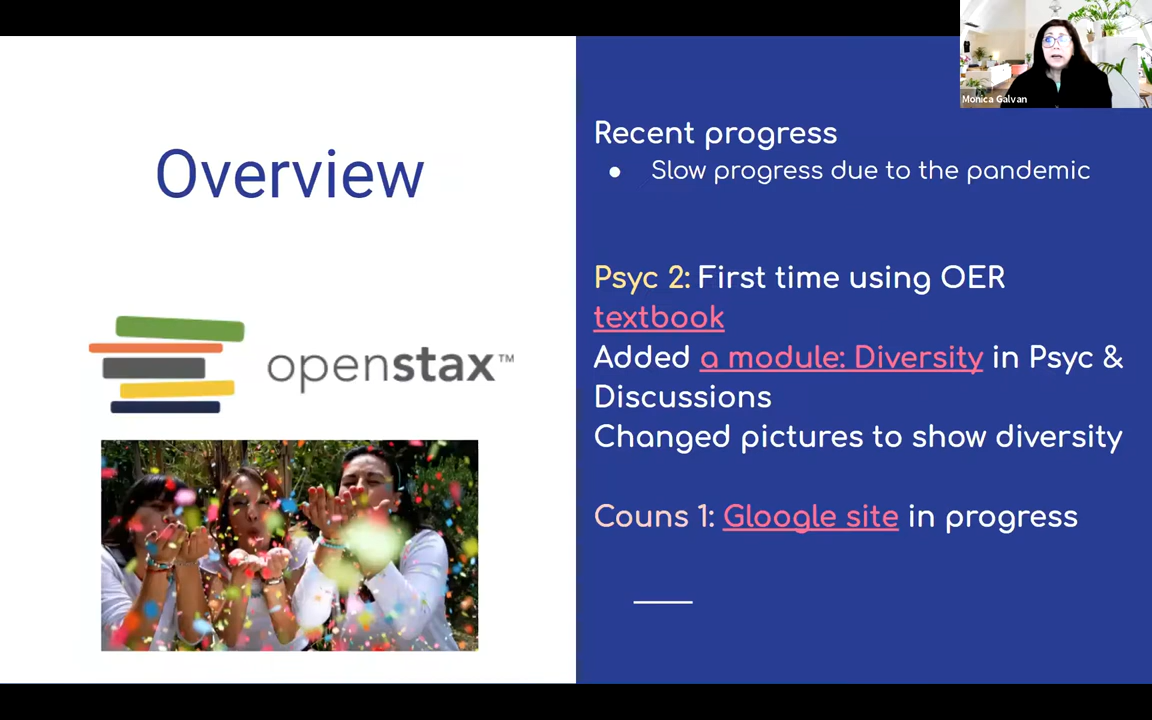 Monica Galvan
Overview
openstax™
Recent progress
● Slow progress due to the pandemic
Psyc 2: First time using OER
textbook
Added a module: Diversity in Psyc &
Discussions
Changed pictures to show diversity
Couns 1: Gloogle site in progress